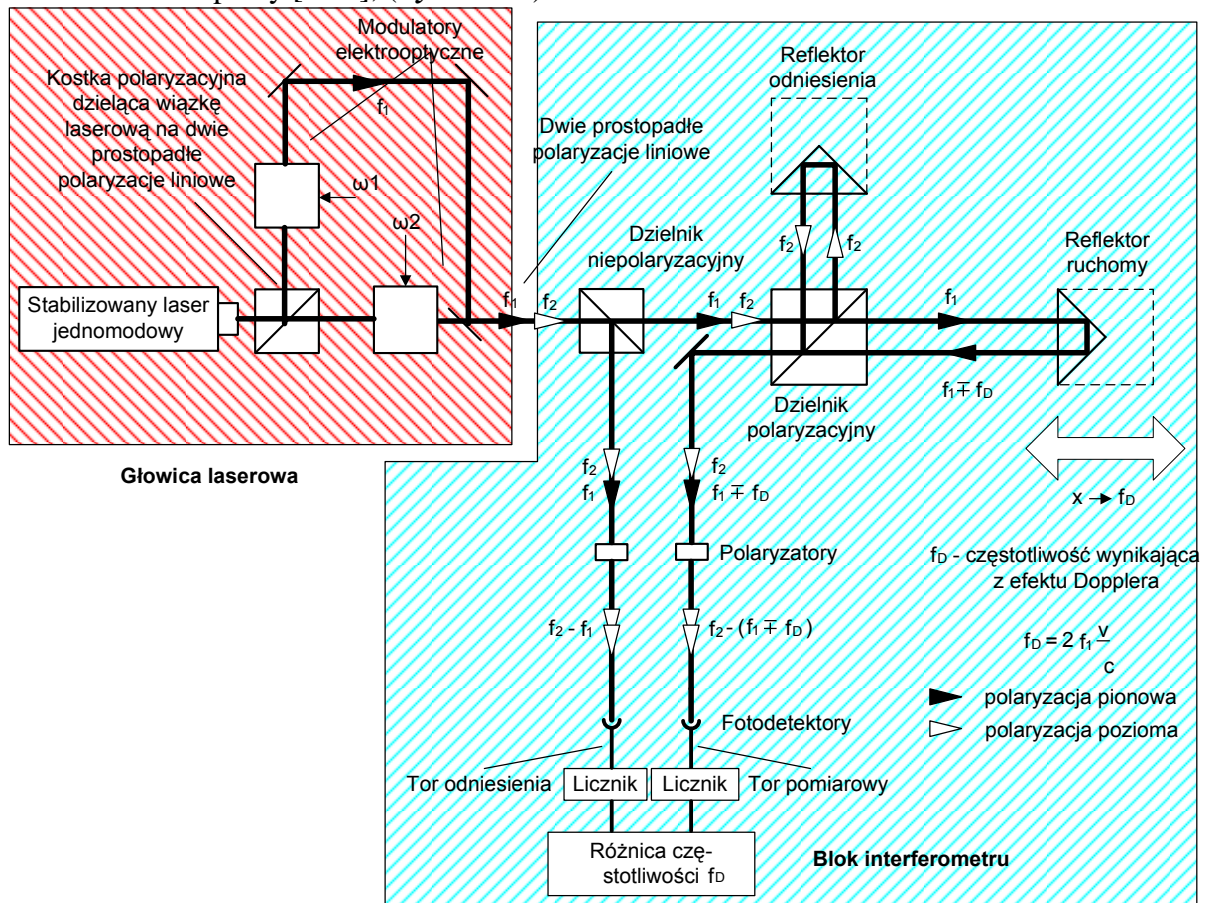 Modulatory
elektrooptyczne
Kostka polaryzacyjna
dzieląca wiązkę
laserową na dwie
prostopadłe
polaryzacje liniowe
f1
ω1
ω2
Stabilizowany laser
jednomodowy
Głowica laserowa
Reflektor
odniesienia
Dwie prostopadłe
polaryzacje liniowe
f2
f2
Dzielnik
niepolaryzacyjny
Reflektor
ruchomy
f1
f2
f1
f2
f1
f1 ∓ fD
Dzielnik
polaryzacyjny
f2
f1
f2
f1 ∓ fD
x → fD
Polaryzatory
fD - częstotliwość wynikająca
z efektu Dopplera
f2 - f1
f2 - (f1 ∓ fD)
fD = 2 f1 v
c
polaryzacja pionowa
polaryzacja pozioma
Fotodetektory
Tor odniesienia
Licznik
Licznik
Tor pomiarowy
Różnica czę-
stotliwości fD
Blok interferometru